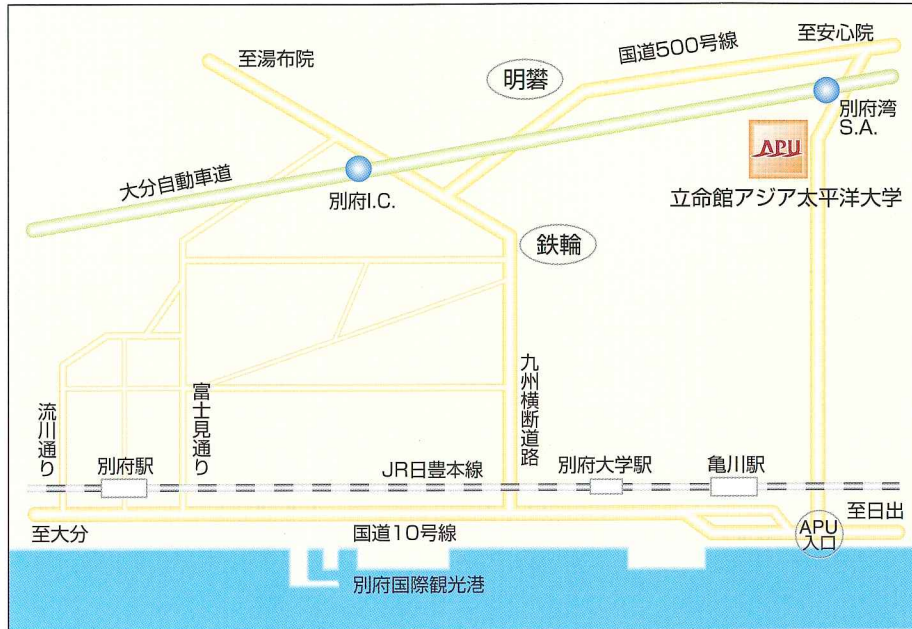 至湯布院
国道500号線
至安心院
明礬
別府湾
S.A.
APU
大分自動車道
別府I.C.
立命館アジア太平洋大学
鉄輪
九州横断道路
富士見通り
流川通り
別府駅
JR日豊本線
別府大学駅
亀川駅
至日出
至大分
国道10号線
APU
入口
別府国際観光港